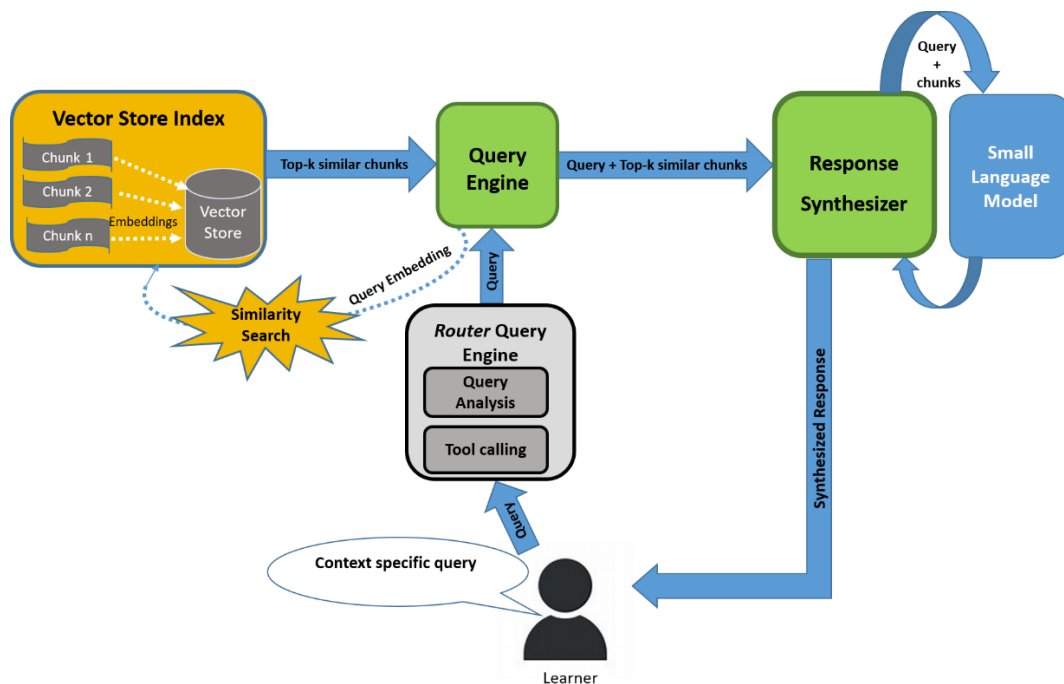 Vector Store Index
Chunk 1
Chunk 2
Chunk n
Embeddings
Vector
Store
Top-k similar chunks
Query
Engine
Query + Top-k similar chunks
Response
Synthesizer
Query
+
chunks
Small
Language
Model
Similarity
Search
Query Embedding
Query
Router Query
Engine
Query
Analysis
Tool calling
Query
Context specific query
Learner
Synthesized Response